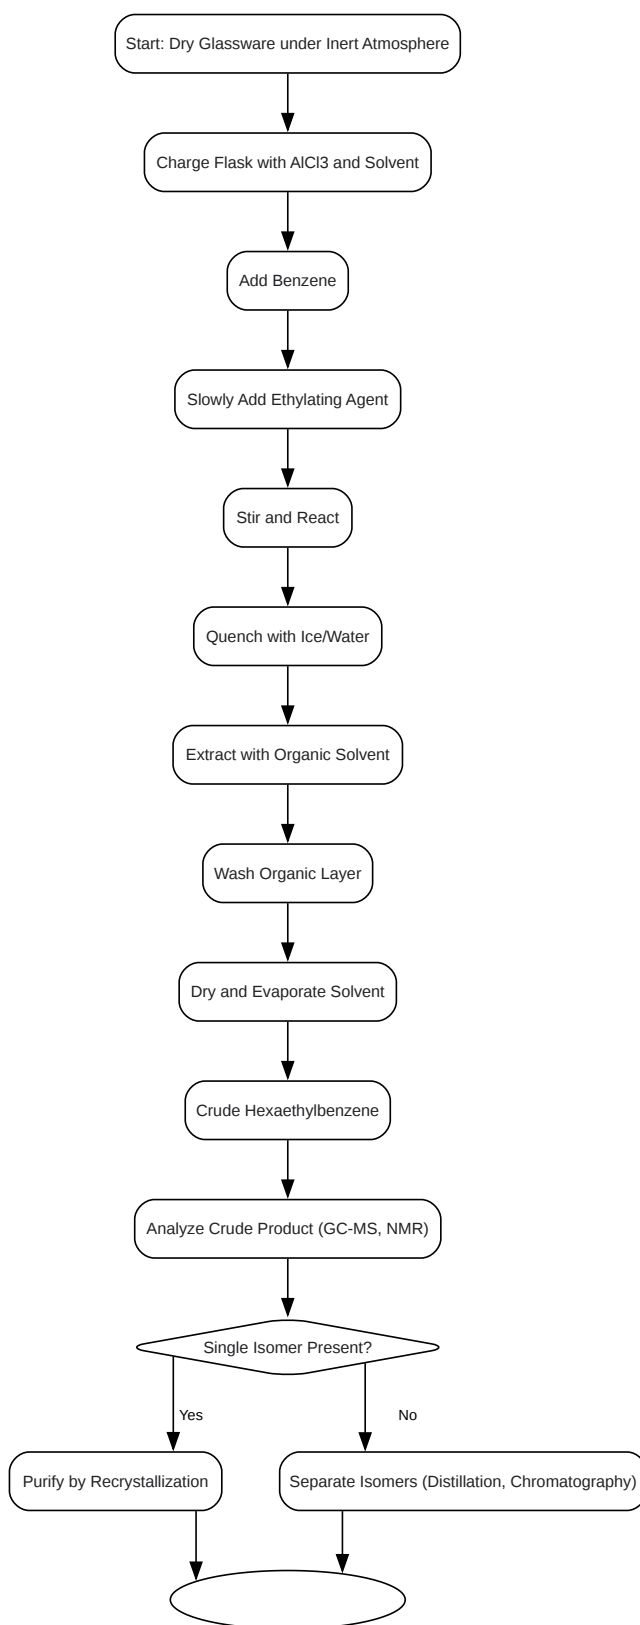 Start: Dry Glassware under Inert Atmosphere
Charge Flask with AlCl3 and Solvent
Add Benzene
Slowly Add Ethylating Agent
Stir and React
Quench with Ice/Water
Extract with Organic Solvent
Wash Organic Layer
Dry and Evaporate Solvent
Crude Hexaethylbenzene
Analyze Crude Product (GC-MS, NMR)
Single Isomer Present?
Yes
No
Purify by Recrystallization
Separate Isomers (Distillation, Chromatography)